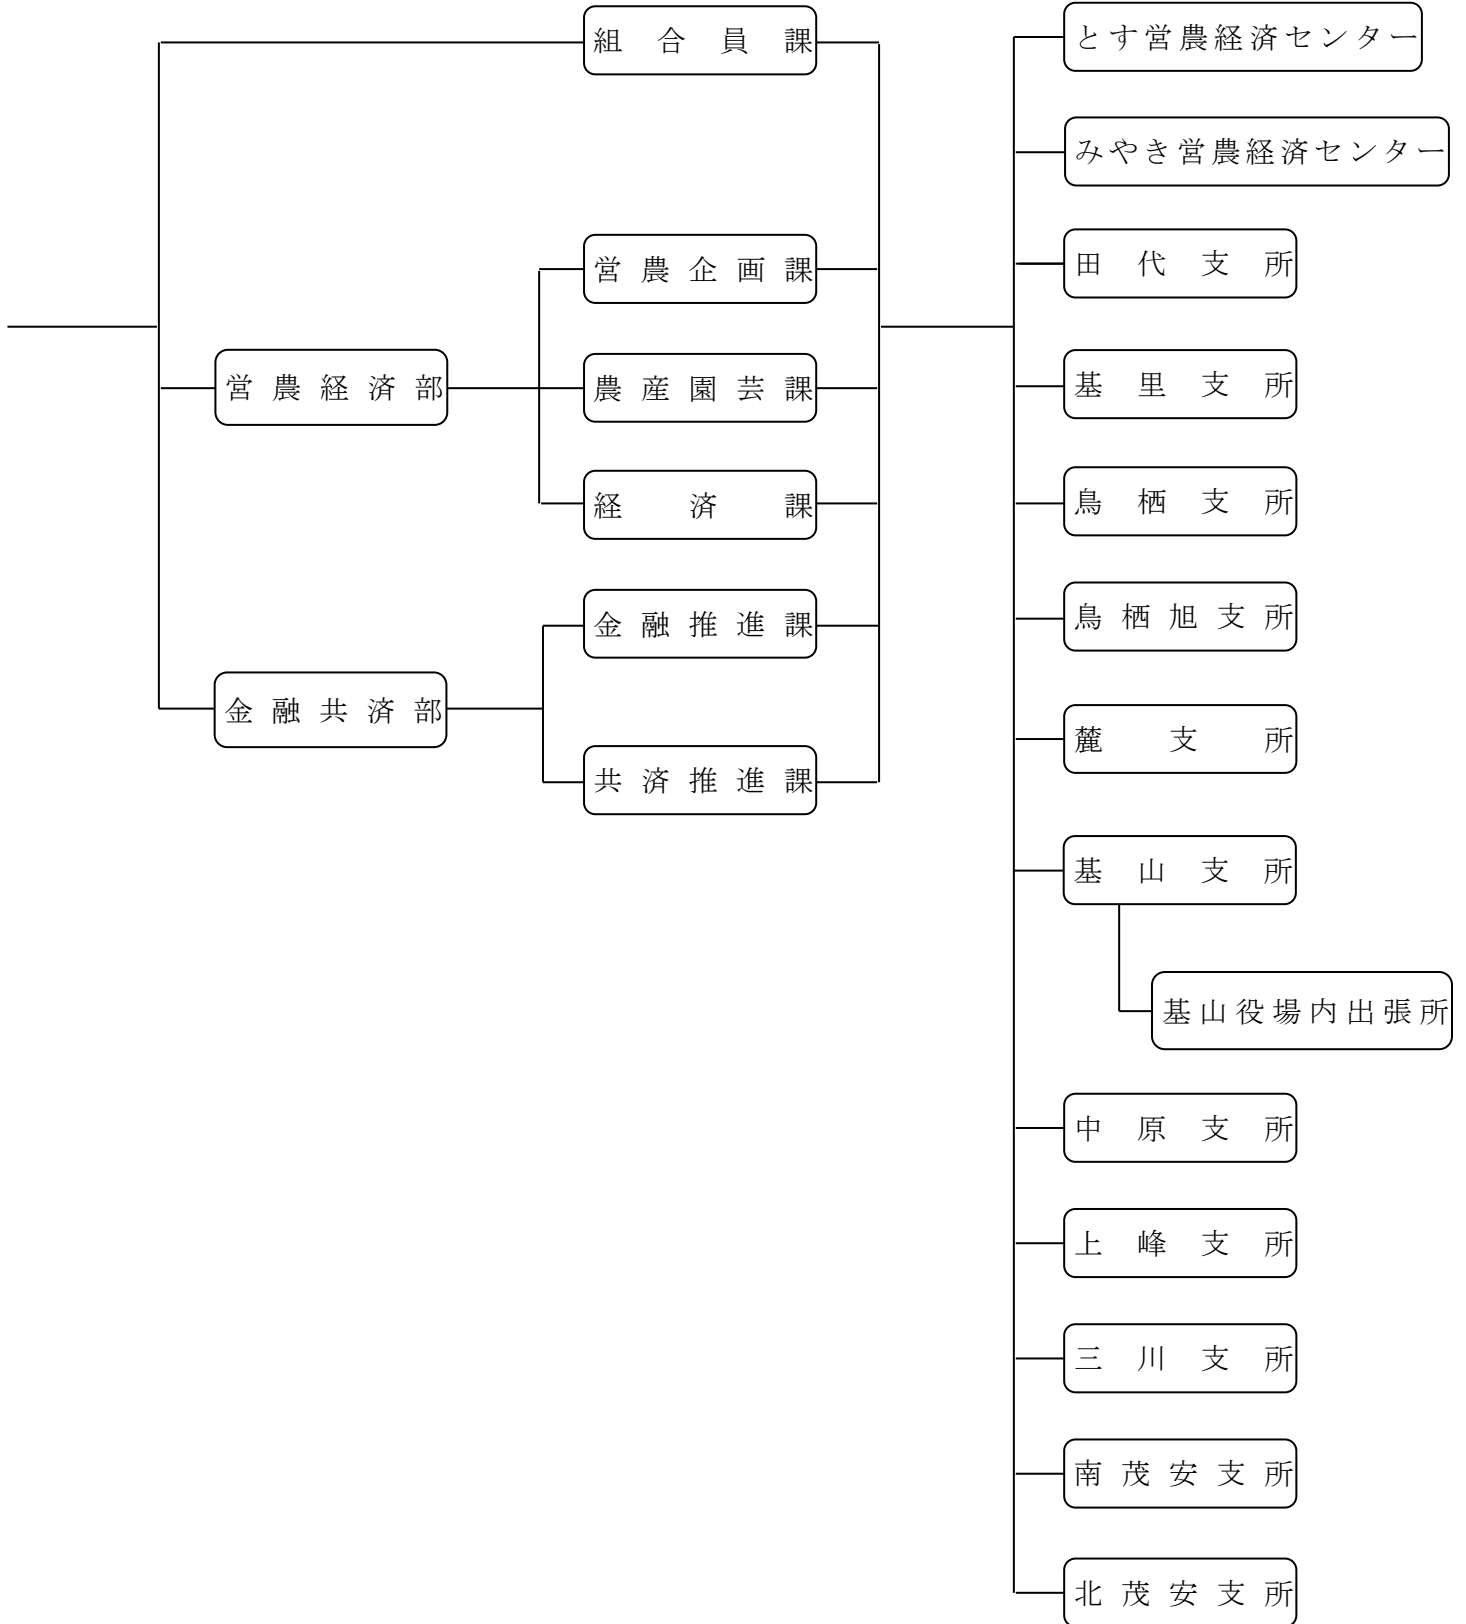 組合員課
営農経済部
営農企画課
農産園芸課
経済課
金融共済部
金融推進課
共済推進課
とす営農経済センター
みやき営農経済センター
田代支所
基里支所
鳥栖支所
鳥栖旭支所
麓支所
基山支所
基山役場内出張所
中原支所
上峰支所
三川支所
南茂安支所
北茂安支所